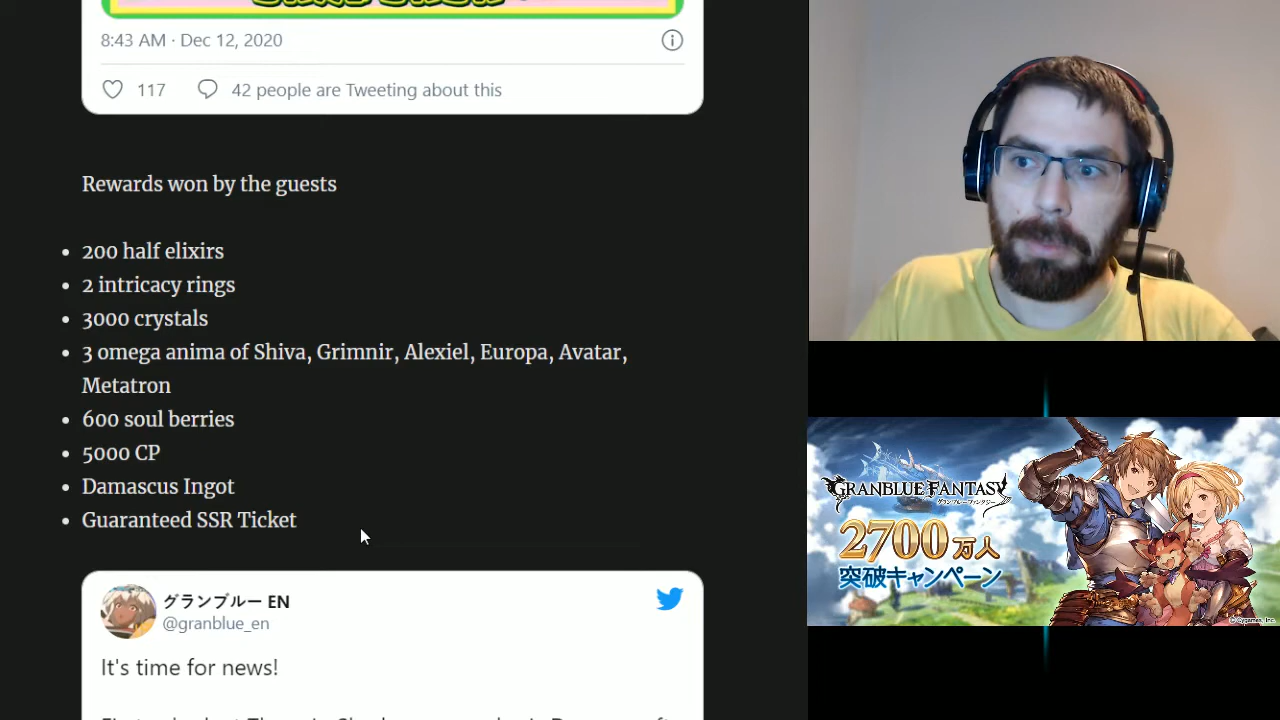 8:43 AM · Dec 12, 2020
117
42 people are Tweeting about this
Rewards won by the guests
• 200 half elixirs
• 2 intricacy rings
• 3000 crystals
• 3 omega anima of Shiva, Grimnir, Alexiel, Europa, Avatar,
Metatron
• 600 soul berries
• 5000 CP
• Damascus Ingot
• Guaranteed SSR Ticket
グランブルー EN
@granblue_en
It's time for news!
GRANBLUE FANTASY
グランブルーファンタジー
2700万人
突破キャンペーン
© Cygames, Inc.